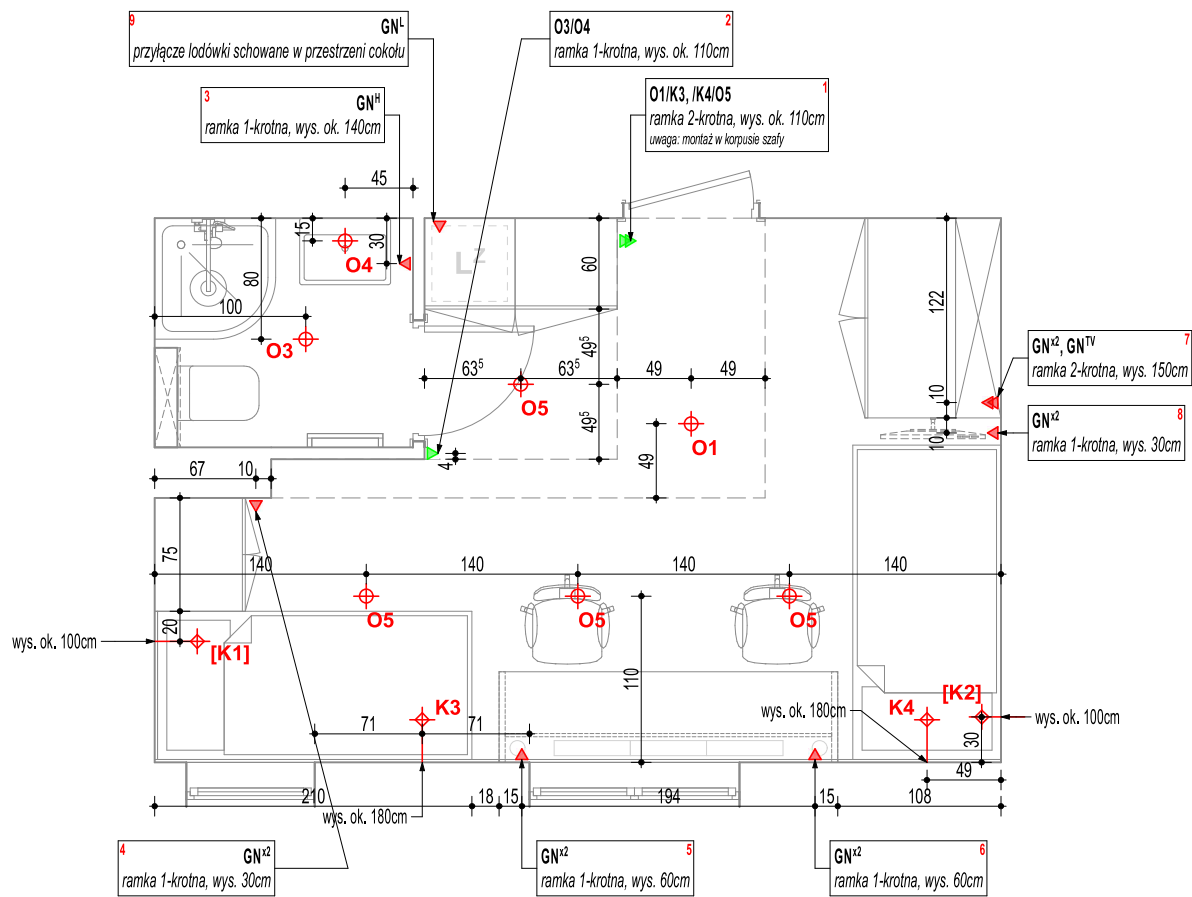 9
GNᴸ
przyłącze lodówki schowane w przestrzeni cokołu
O3/O4
2
ramka 1-krotna, wys. ok. 110cm
3
GNᴴ
ramka 1-krotna, wys. ok. 140cm
O1/K3, /K4/O5
1
ramka 2-krotna, wys. ok. 110cm
uwaga: montaż w korpusie szafy
45
15
30
O4
80
100
O3
LZ
60
49⁵
63⁵
63⁵
49
49
O5
49⁵
O1
49
4
122
10
10
GNˣ², GNᵀⱽ
7
ramka 2-krotna, wys. 150cm
GNˣ²
8
ramka 1-krotna, wys. 30cm
67
10
75
140
140
140
140
O5
O5
O5
20
wys. ok. 100cm
[K1]
110
K3
71
71
wys. ok. 180cm
K4
[K2]
wys. ok. 100cm
30
49
210
18
15
194
15
108
wys. ok. 180cm
4
GNˣ²
ramka 1-krotna, wys. 30cm
GNˣ²
5
ramka 1-krotna, wys. 60cm
GNˣ²
6
ramka 1-krotna, wys. 60cm